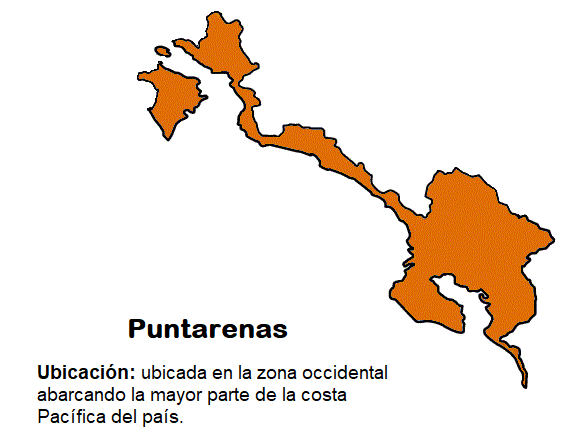 Puntarenas
Ubicación: ubicada en la zona occidental
abarcando la mayor parte de la costa
Pacífica del país.